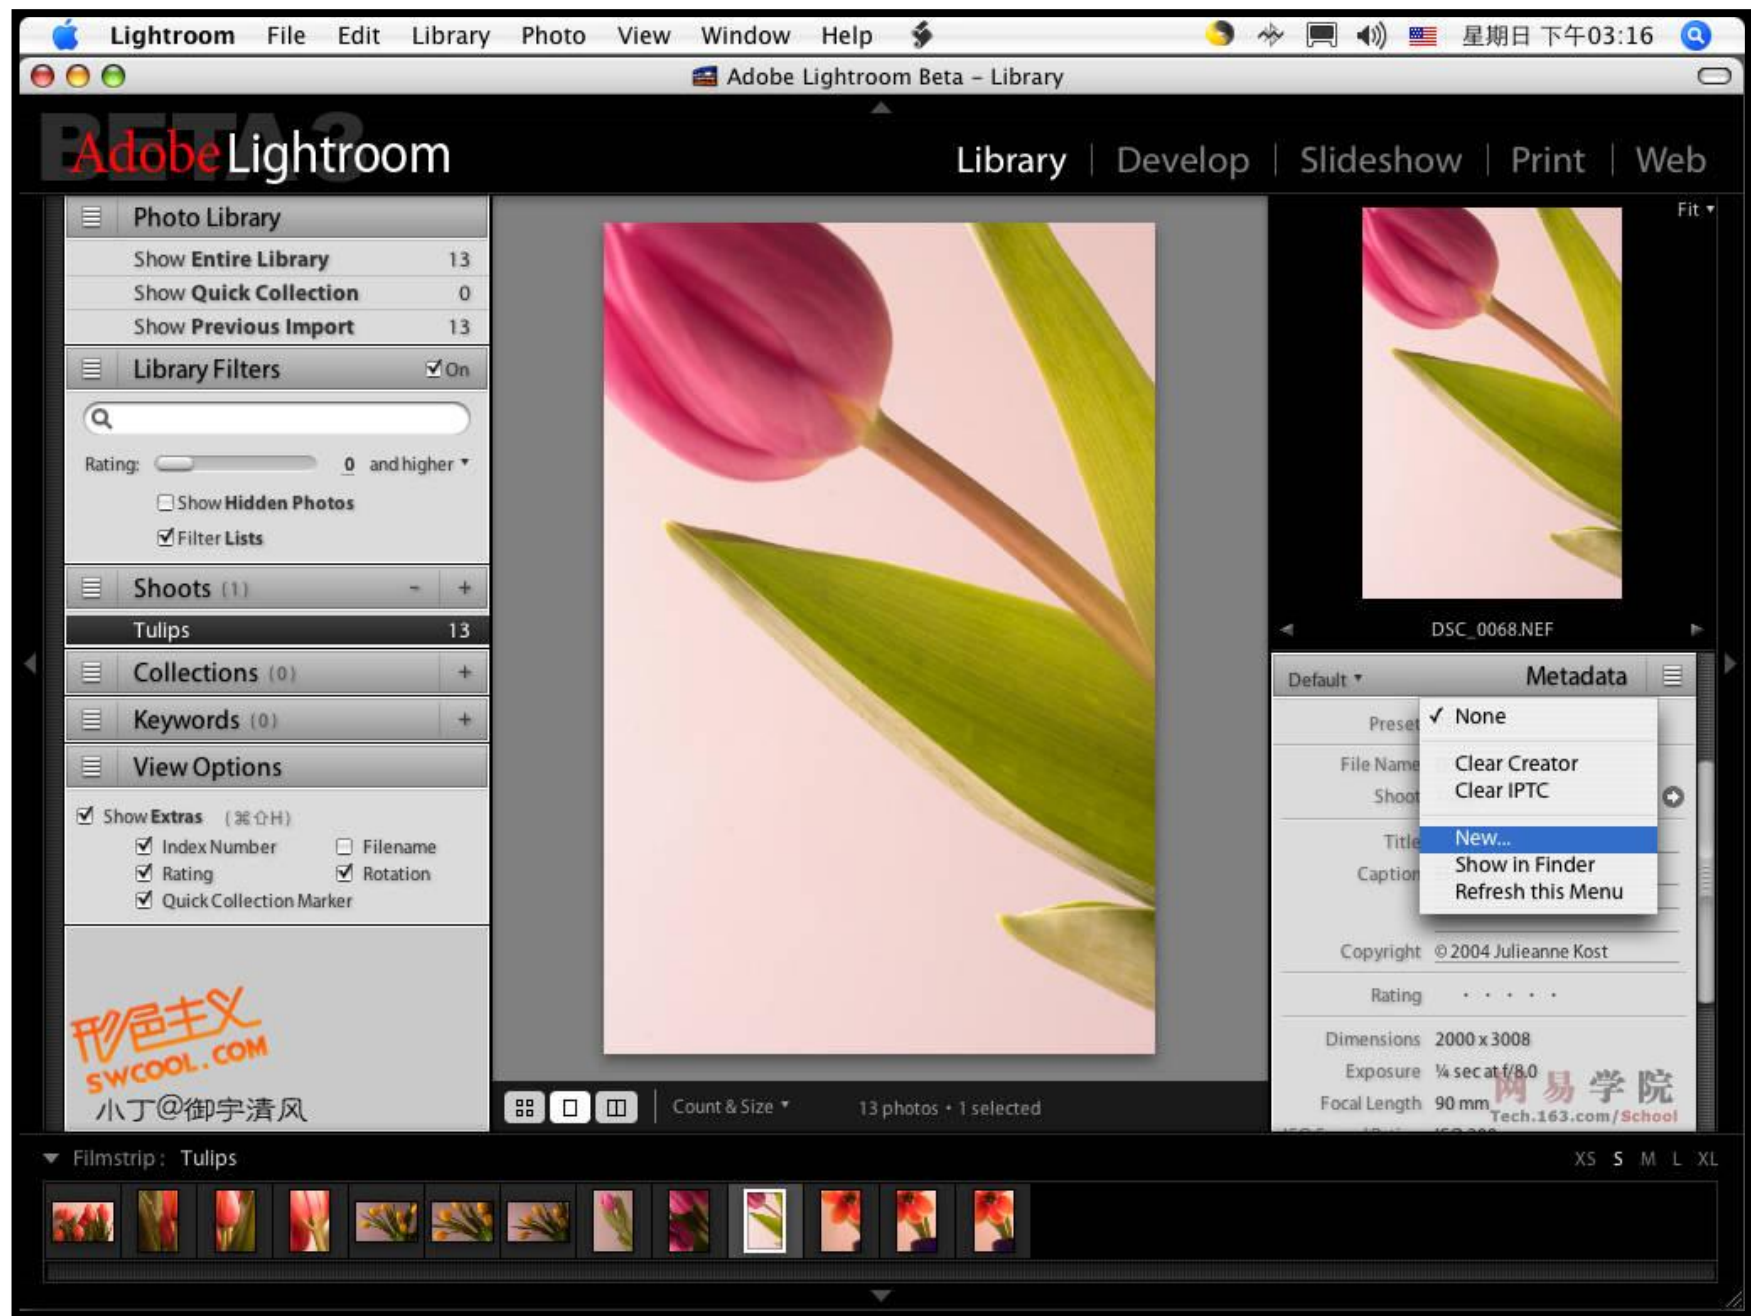 Lightroom File Edit Library Photo View Window Help 星期日 下午03:16
Adobe Lightroom Beta – Library
BETA 3
Adobe Lightroom
Library | Develop | Slideshow | Print | Web
Photo Library
Show Entire Library 13
Show Quick Collection 0
Show Previous Import 13
Library Filters On
Rating: 0 and higher
Show Hidden Photos
Filter Lists
Shoots (1) - +
Tulips 13
Collections (0) +
Keywords (0) +
View Options
Show Extras (⌘⇧H)
Index Number Filename
Rating Rotation
Quick Collection Marker
形色主义
SWCOOL.COM
小丁@御宇清风
Count & Size 13 photos • 1 selected
Fit
DSC_0068.NEF
Default Metadata
Preset ✓ None
File Name Clear Creator
Shoot Clear IPTC
Title New...
Show in Finder
Caption Refresh this Menu
Copyright © 2004 Julieanne Kost
Rating · · · · ·
Dimensions 2000 x 3008
Exposure ¼ sec at f/8.0
Focal Length 90 mm
网易学院
Tech.163.com/School
Filmstrip: Tulips XS S M L XL